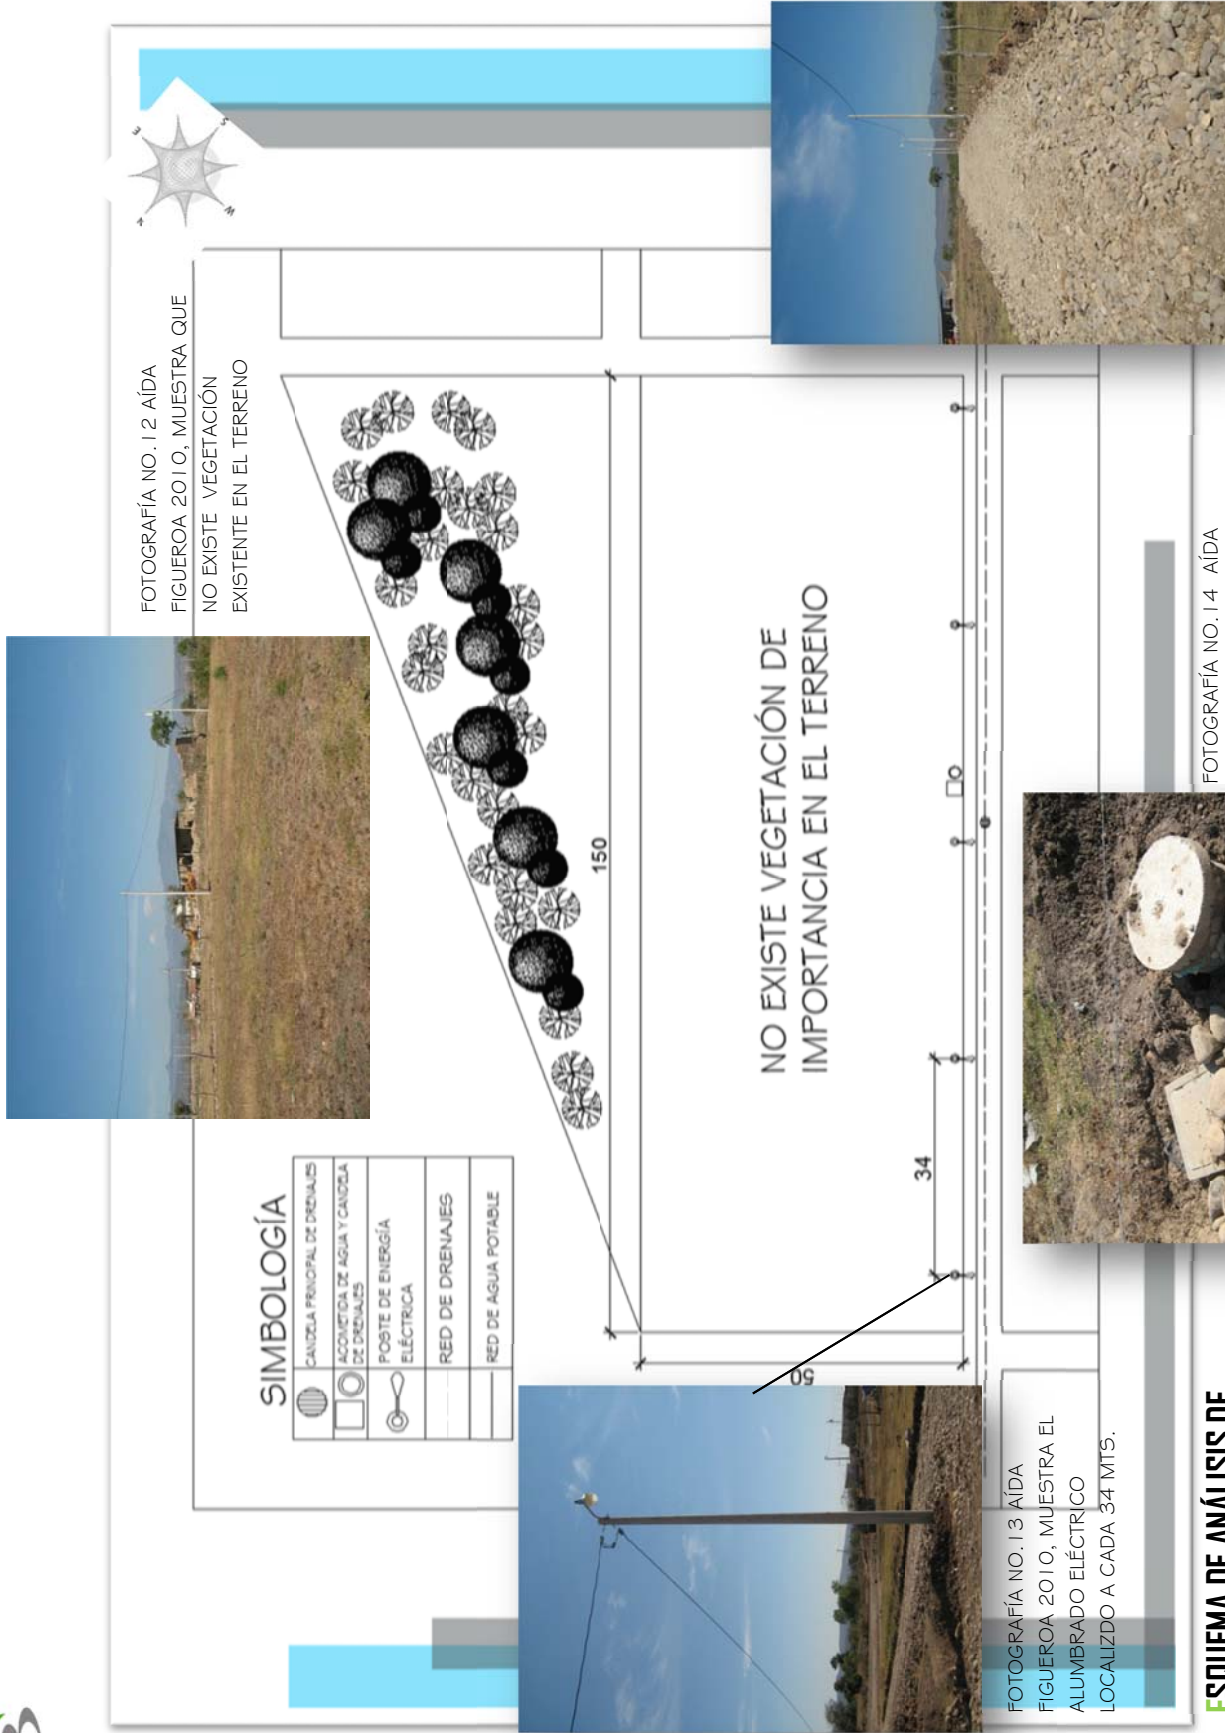 FOTOGRAFÍA NO.12 AÍDA
FIGUEROA 2010, MUESTRA QUE
NO EXISTE VEGETACIÓN
EXISTENTE EN EL TERRENO
N
E
S
W
SIMBOLOGÍA
CANDELA PRINCIPAL DE DRENAJES
ACOMETIDA DE AGUA Y CANDELA
DE DRENAJES
POSTE DE ENERGÍA
ELÉCTRICA
RED DE DRENAJES
RED DE AGUA POTABLE
150
NO EXISTE VEGETACIÓN DE
IMPORTANCIA EN EL TERRENO
50
34
FOTOGRAFÍA NO.13 AÍDA
FIGUEROA 2010, MUESTRA EL
ALUMBRADO ELÉCTRICO
LOCALIZDO A CADA 34 MTS.
FOTOGRAFÍA NO.14 AÍDA
ESQUEMA DE ANÁLISIS DE